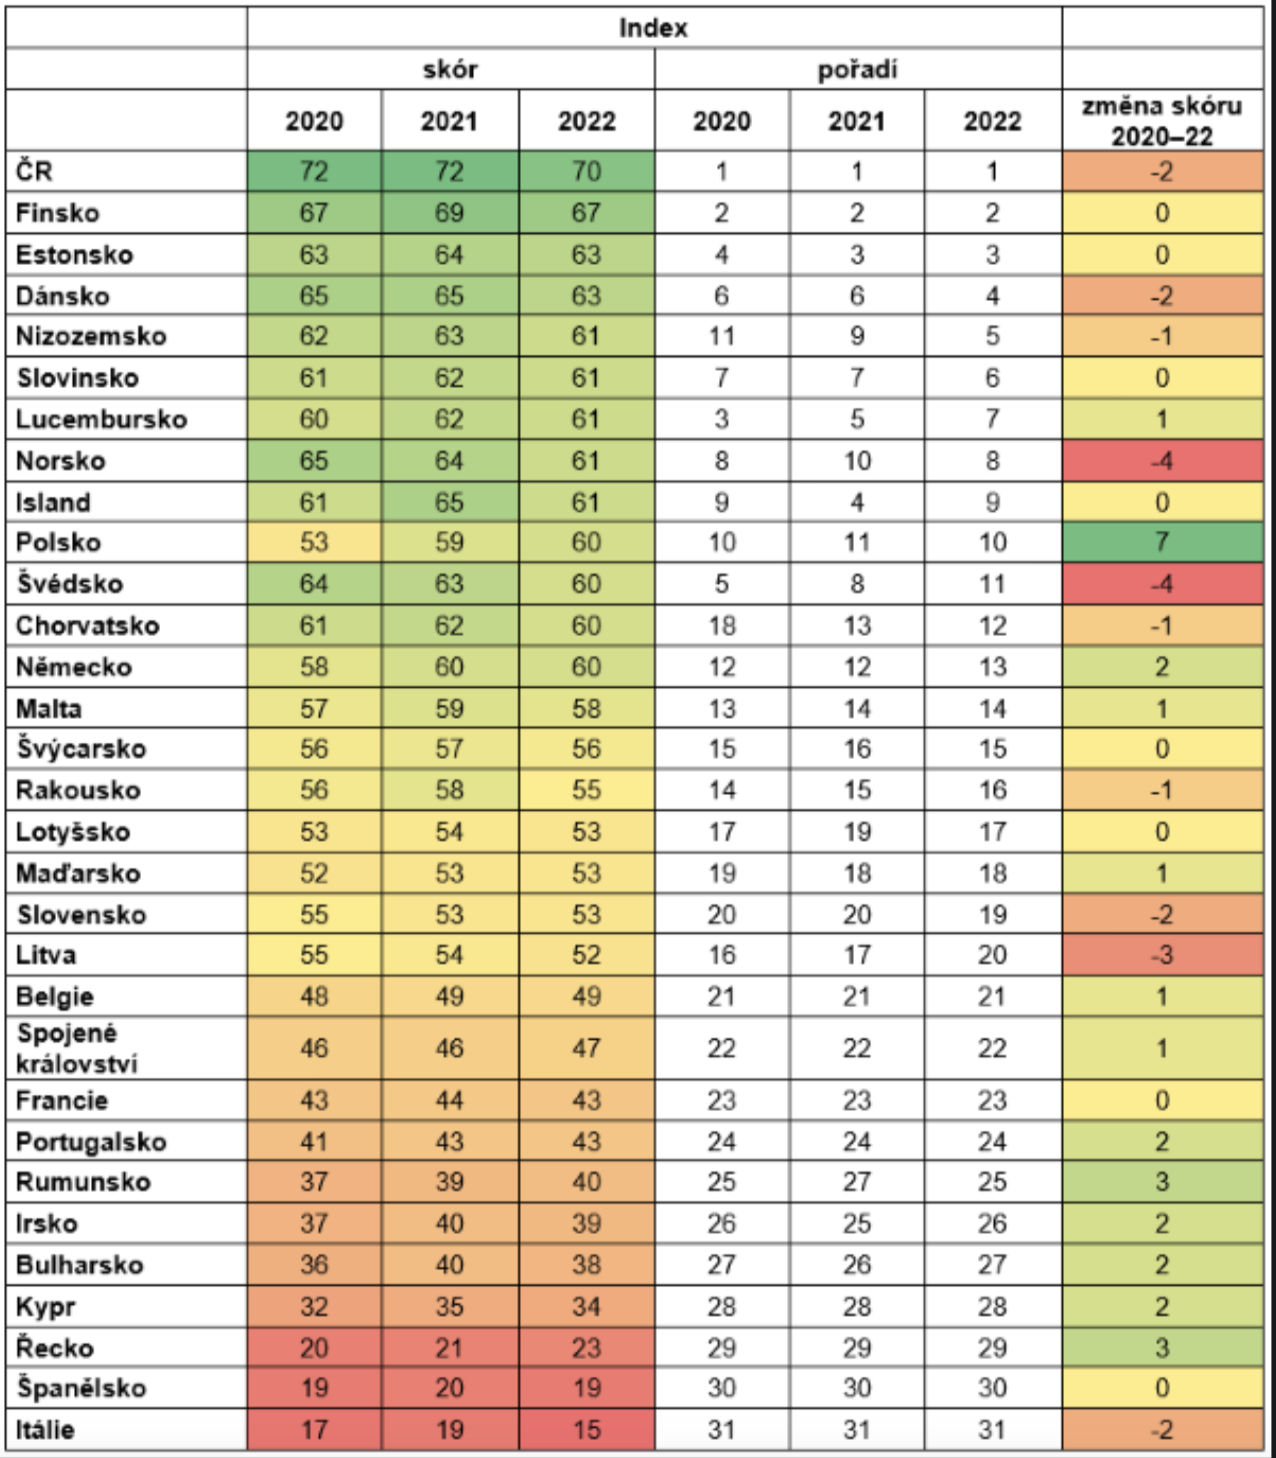 Index
skór pořadí
2020 2021 2022 2020 2021 2022 změna skóru
2020–22
ČR 72 72 70 1 1 1 -2
Finsko 67 69 67 2 2 2 0
Estonsko 63 64 63 4 3 3 0
Dánsko 65 65 63 6 6 4 -2
Nizozemsko 62 63 61 11 9 5 -1
Slovinsko 61 62 61 7 7 6 0
Lucembursko 60 62 61 3 5 7 1
Norsko 65 64 61 8 10 8 -4
Island 61 65 61 9 4 9 0
Polsko 53 59 60 10 11 10 7
Švédsko 64 63 60 5 8 11 -4
Chorvatsko 61 62 60 18 13 12 -1
Německo 58 60 60 12 12 13 2
Malta 57 59 58 13 14 14 1
Švýcarsko 56 57 56 15 16 15 0
Rakousko 56 58 55 14 15 16 -1
Lotyšsko 53 54 53 17 19 17 0
Maďarsko 52 53 53 19 18 18 1
Slovensko 55 53 53 20 20 19 -2
Litva 55 54 52 16 17 20 -3
Belgie 48 49 49 21 21 21 1
Spojené
království 46 46 47 22 22 22 1
Francie 43 44 43 23 23 23 0
Portugalsko 41 43 43 24 24 24 2
Rumunsko 37 39 40 25 27 25 3
Irsko 37 40 39 26 25 26 2
Bulharsko 36 40 38 27 26 27 2
Kypr 32 35 34 28 28 28 2
Řecko 20 21 23 29 29 29 3
Španělsko 19 20 19 30 30 30 0
Itálie 17 19 15 31 31 31 -2